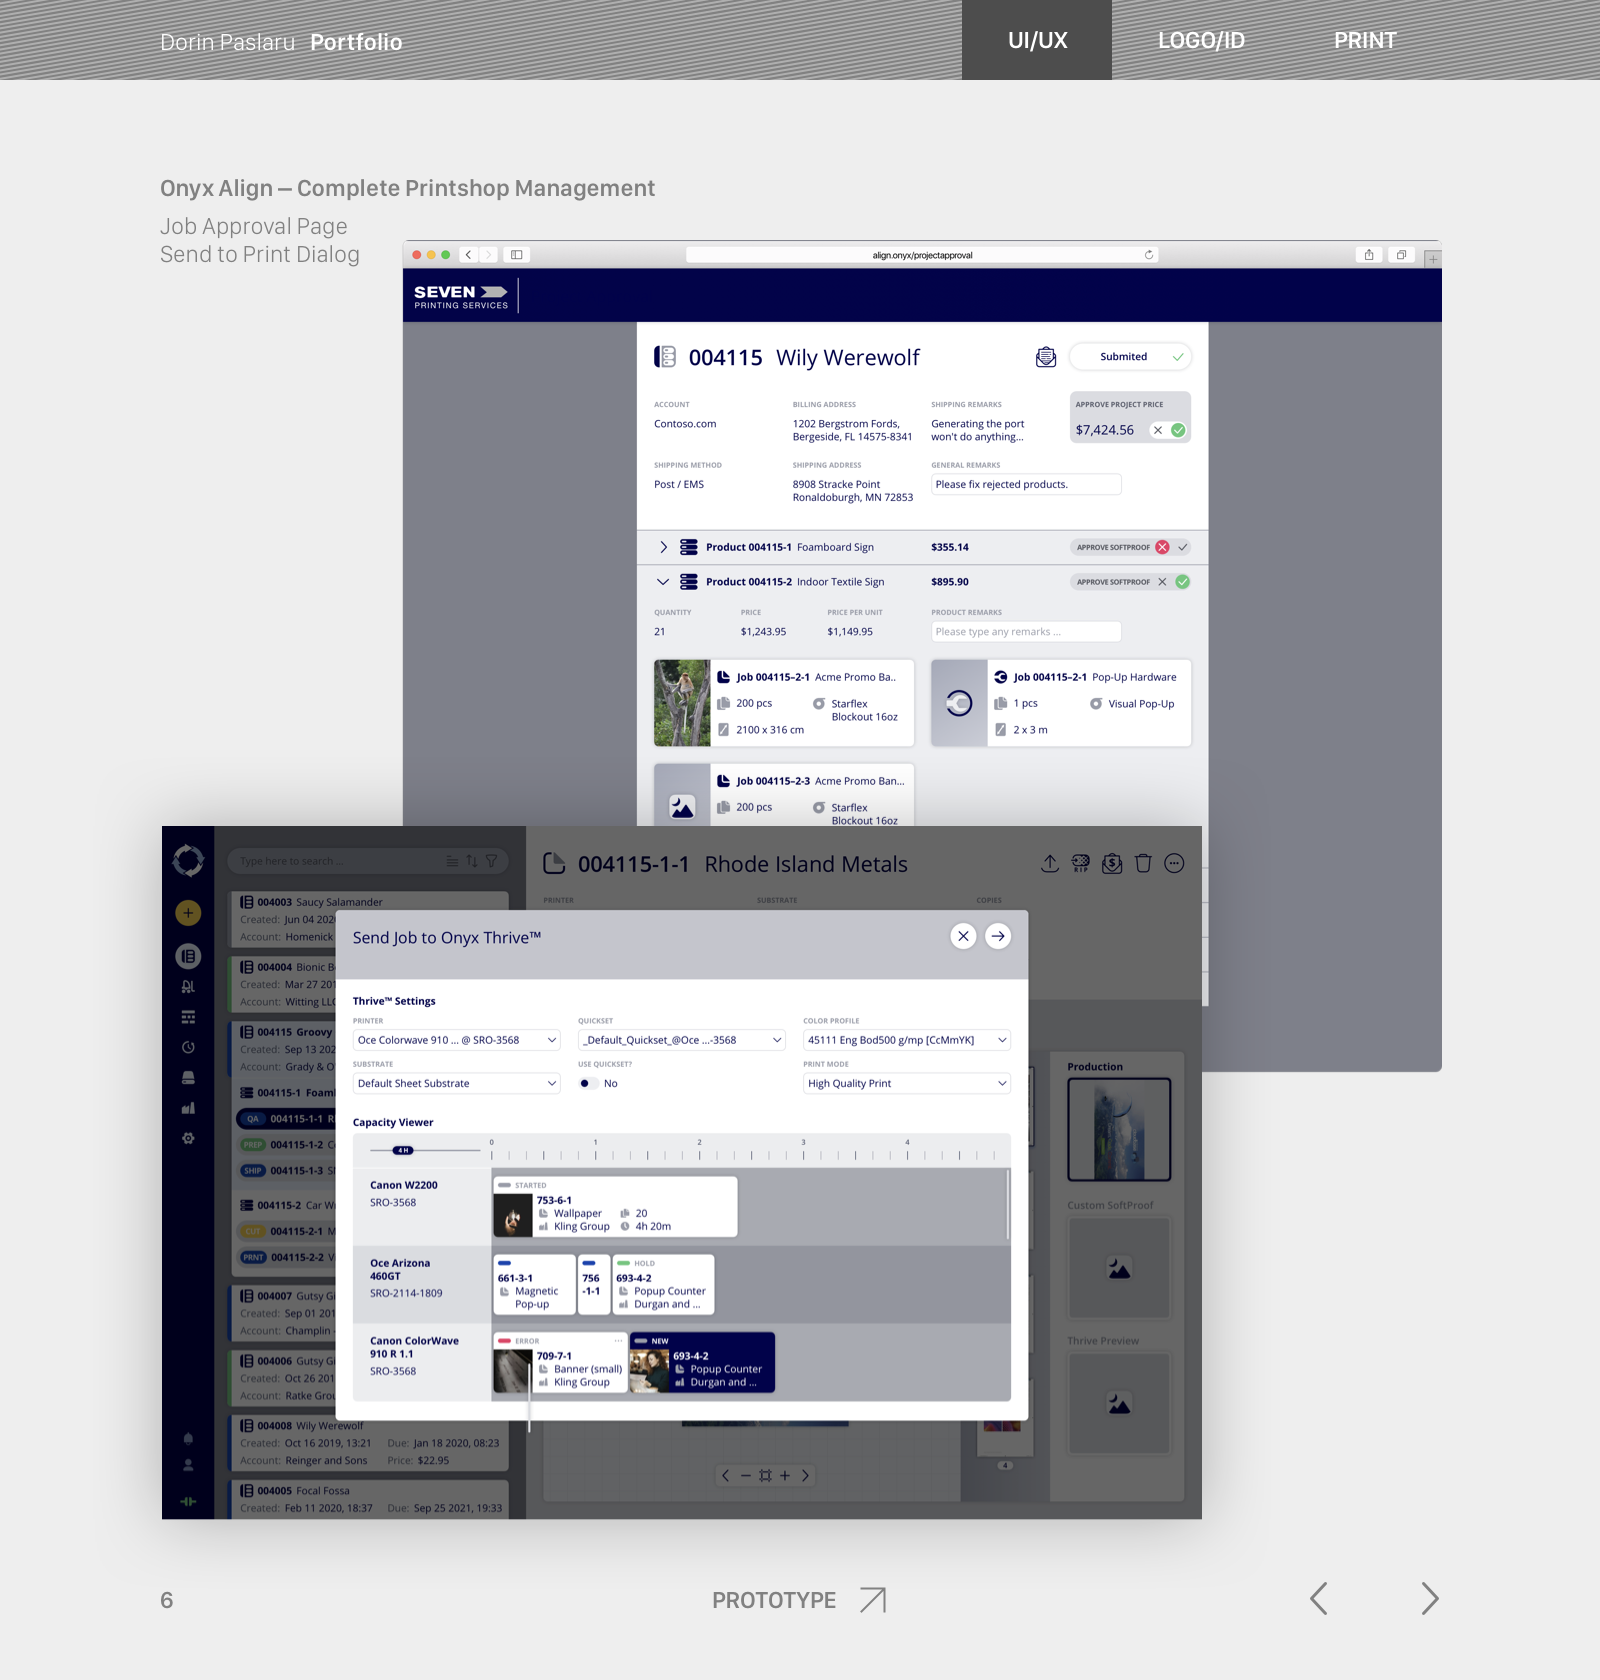 Dorin Paslaru Portfolio
UI/UX
LOGO/ID
PRINT
Onyx Align – Complete Printshop Management
Job Approval Page
Send to Print Dialog
align.onyx/projectapproval
SEVEN
PRINTING SERVICES
004115 Wily Werewolf
Submited
ACCOUNT
Contoso.com
BILLING ADDRESS
1202 Bergstrom Fords,
Bergeside, FL 14575-8341
SHIPPING REMARKS
Generating the port
won't do anything...
APPROVE PROJECT PRICE
$7,424.56
SHIPPING METHOD
Post / EMS
SHIPPING ADDRESS
8908 Stracke Point
Ronaldoburgh, MN 72853
GENERAL REMARKS
Please fix rejected products.
Product 004115-1 Foamboard Sign
$355.14
APPROVE SOFTPROOF
Product 004115-2 Indoor Textile Sign
$895.90
APPROVE SOFTPROOF
QUANTITY
21
PRICE
$1,243.95
PRICE PER UNIT
$1,149.95
PRODUCT REMARKS
Please type any remarks ...
Job 004115–2-1 Acme Promo Ba..
200 pcs
Starflex
Blockout 16oz
2100 x 316 cm
Job 004115–2-1 Pop-Up Hardware
1 pcs
Visual Pop-Up
2 x 3 m
Job 004115–2-3 Acme Promo Ban...
200 pcs
Starflex
Blockout 16oz
Type here to search ...
004115-1-1 Rhode Island Metals
RIP
PRINTER
SUBSTRATE
COPIES
004003 Saucy Salamander
Created: Jun 04 202
Account: Homenick
004004 Bionic B
Created: Mar 27 201
Account: Witting LLC
004115 Groovy
Created: Sep 13 202
Account: Grady & O
004115-1 Foam
QA 004115-1-1 R
PREP 004115-1-2 C
SHIP 004115-1-3 S
004115-2 Car W
CUT 004115-2-1 M
PRNT 004115-2-2 V
004007 Gutsy Gi
Created: Sep 01 201
Account: Champlin
004006 Gutsy Gi
Created: Oct 26 201
Account: Ratke Grou
004008 Wily Werewolf
Created: Oct 16 2019, 13:21 Due: Jan 18 2020, 08:23
Account: Reinger and Sons Price: $22.95
004005 Focal Fossa
Created: Feb 11 2020, 18:37 Due: Sep 25 2021, 19:33
Send Job to Onyx Thrive™
Thrive™ Settings
PRINTER
Oce Colorwave 910 ... @ SRO-3568
QUICKSET
_Default_Quickset_@Oce ...-3568
COLOR PROFILE
45111 Eng Bod500 g/mp [CcMmYK]
SUBSTRATE
Default Sheet Substrate
USE QUICKSET?
No
PRINT MODE
High Quality Print
Capacity Viewer
4 H
0 1 2 3 4
Canon W2200
SRO-3568
STARTED
753-6-1
Wallpaper
20
Kling Group
4h 20m
Oce Arizona
460GT
SRO-2114-1809
661-3-1
Magnetic
Pop-up
756
-1-1
HOLD
693-4-2
Popup Counter
Durgan and ...
Canon ColorWave
910 R 1.1
SRO-3568
ERROR
709-7-1
Banner (small)
Kling Group
NEW
693-4-2
Popup Counter
Durgan and ...
Production
Custom SoftProof
Thrive Preview
4
6
PROTOTYPE